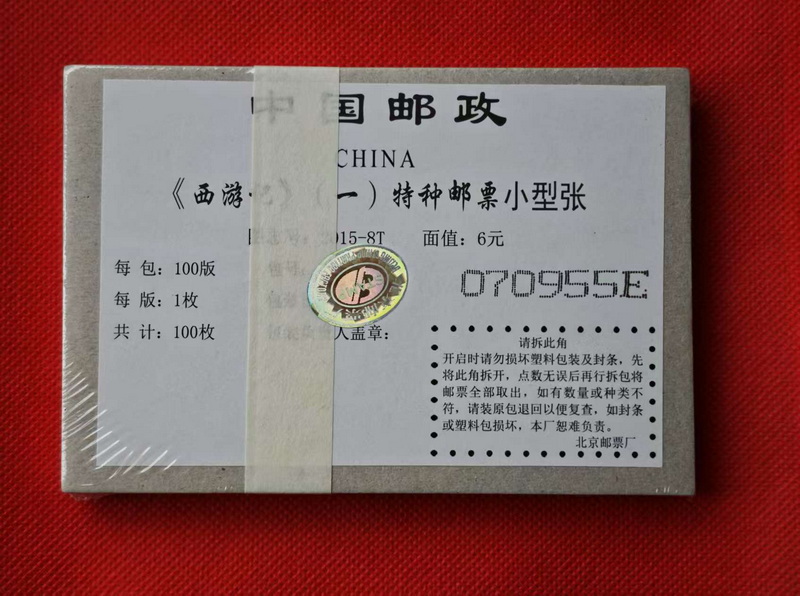 中国邮政
CHINA
《西游记》(一)特种邮票小型张
2015-8T 面值：6元
每 包：100版
每 版：1枚
共 计：100枚 人盖章：
070955E
请拆此角
开启时请勿损坏塑料包装及封条，先
将此角拆开，点数无误后再行拆包将
邮票全部取出，如有数量或种类不
符，请装原包退回以便复查，如封条
或塑料包损坏，本厂恕难负责。
北京邮票厂